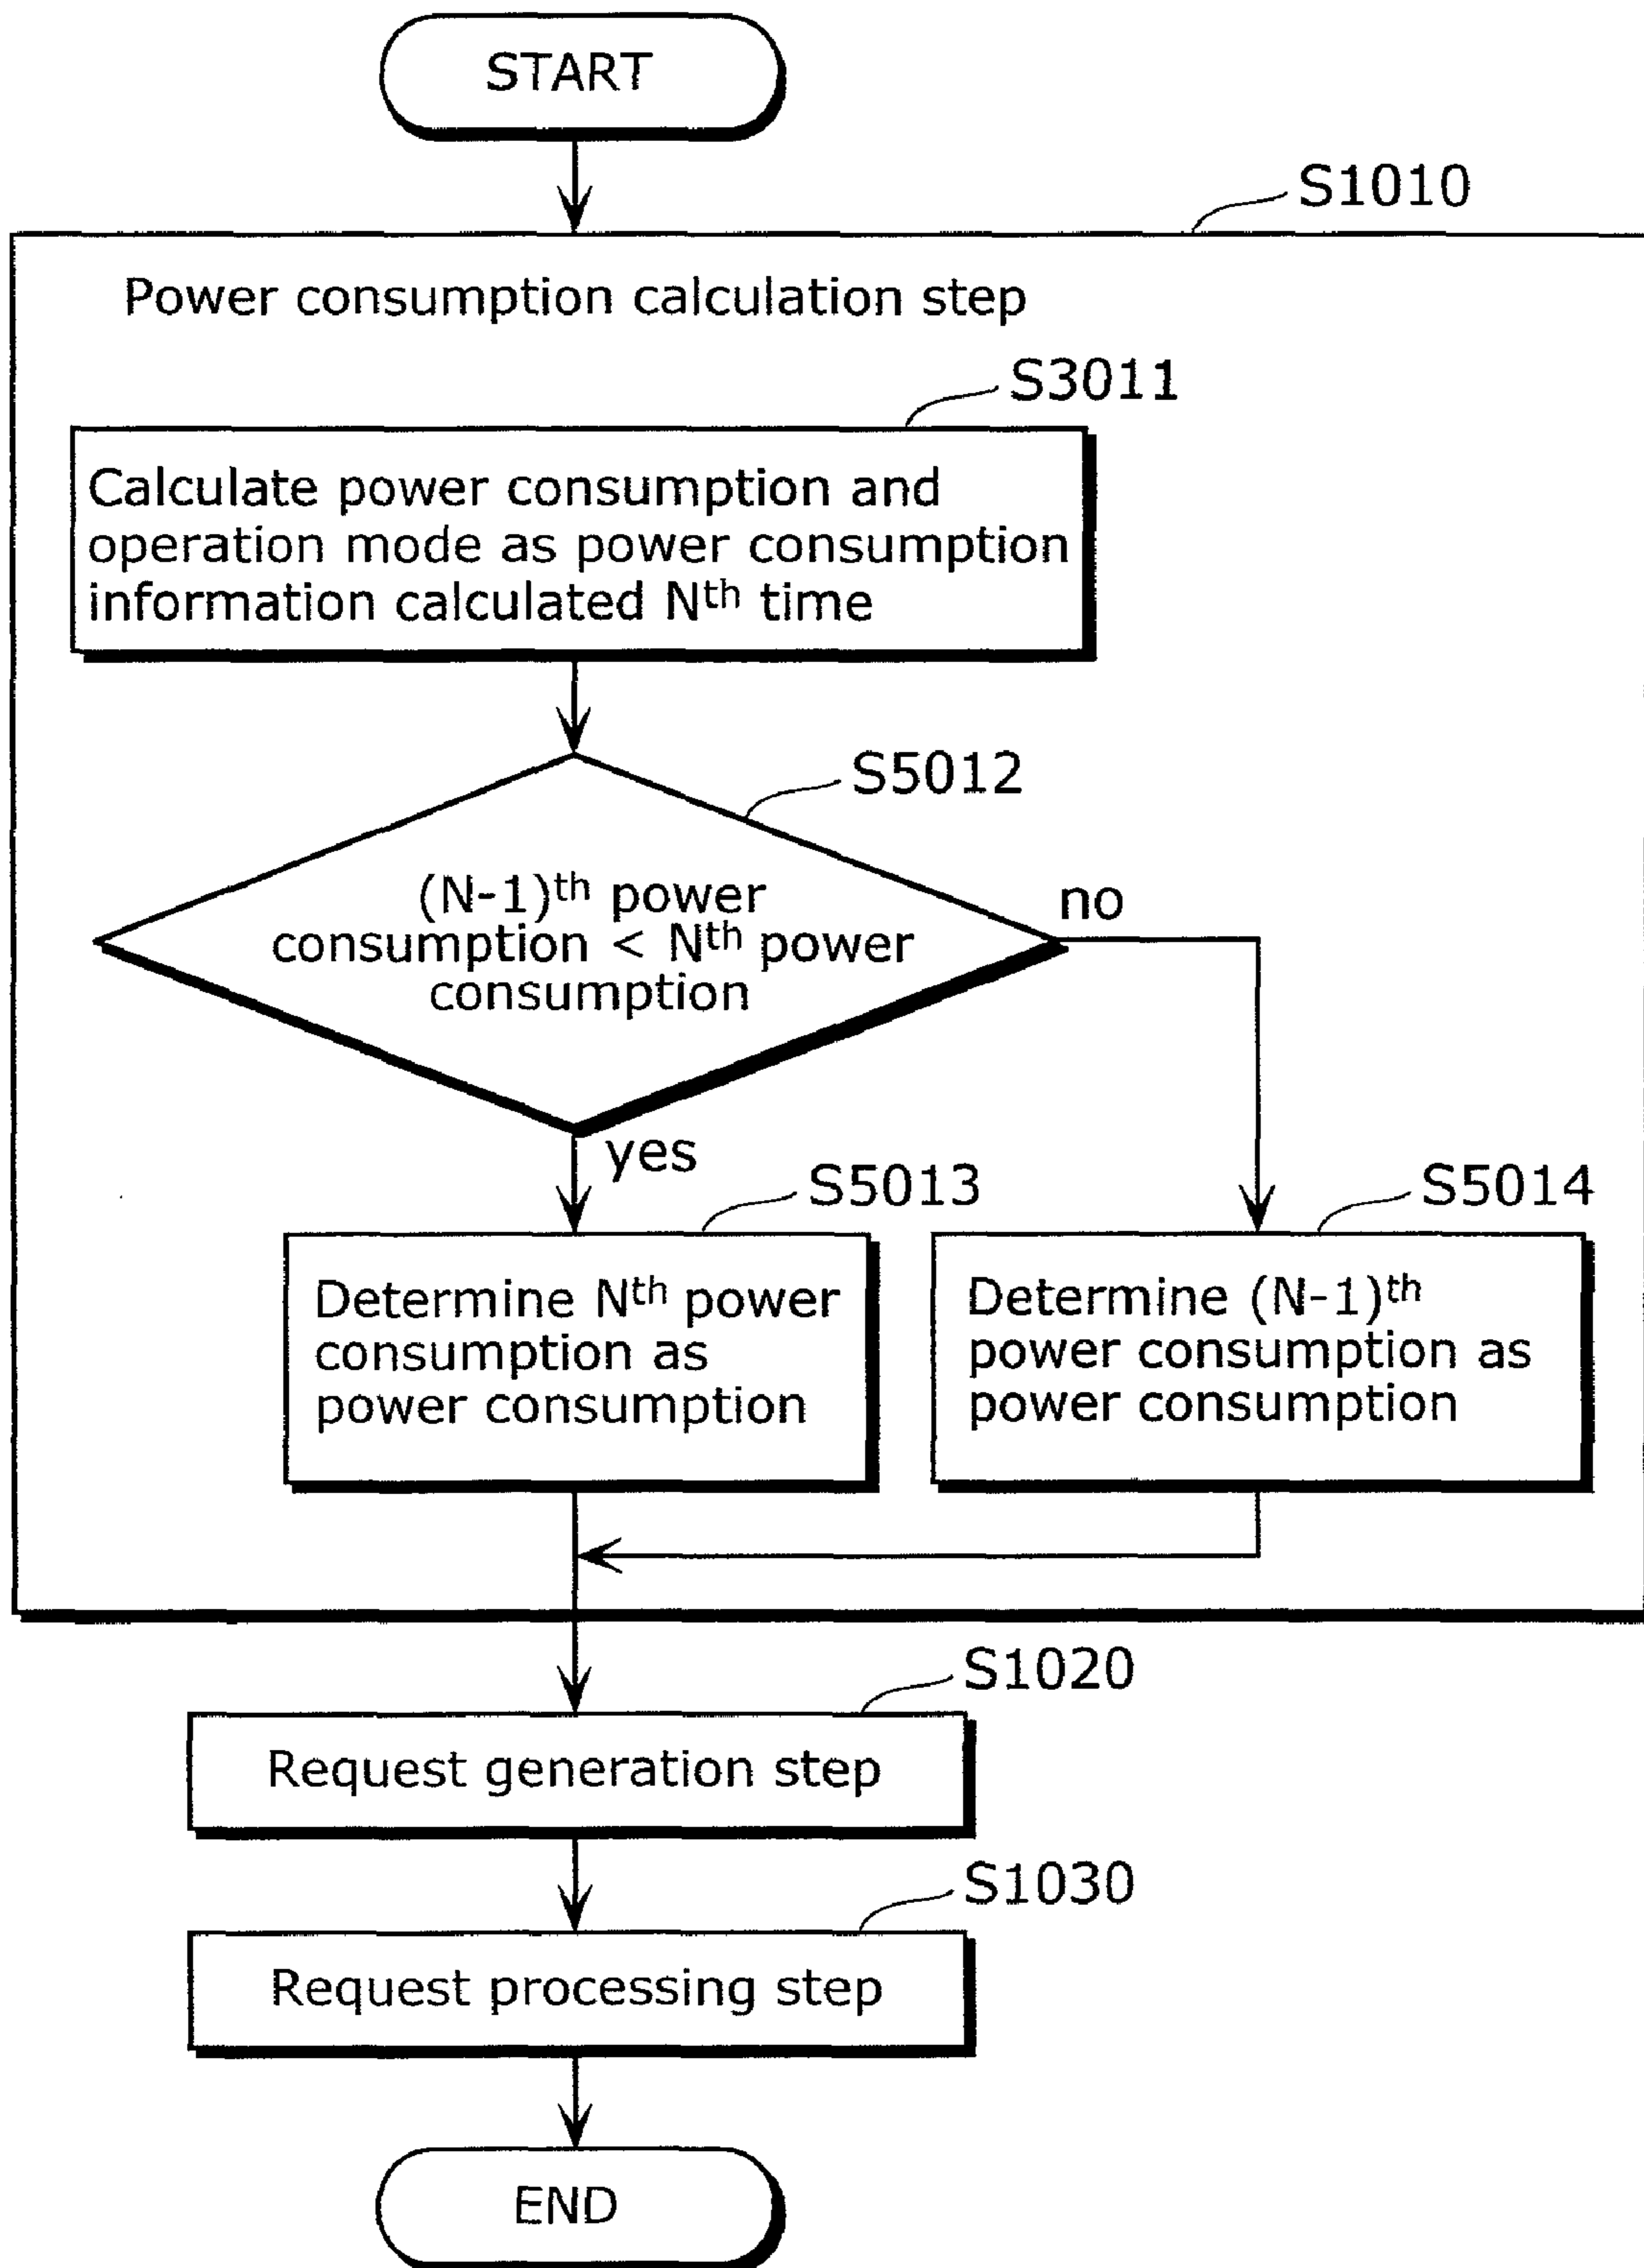 START
S1010
Power consumption calculation step
S3011
Calculate power consumption and
operation mode as power consumption
information calculated Nth time
S5012
(N-1)th power
consumption < Nth power
consumption
no
yes
S5013
S5014
Determine Nth power
consumption as
power consumption
Determine (N-1)th
power consumption as
power consumption
S1020
Request generation step
S1030
Request processing step
END